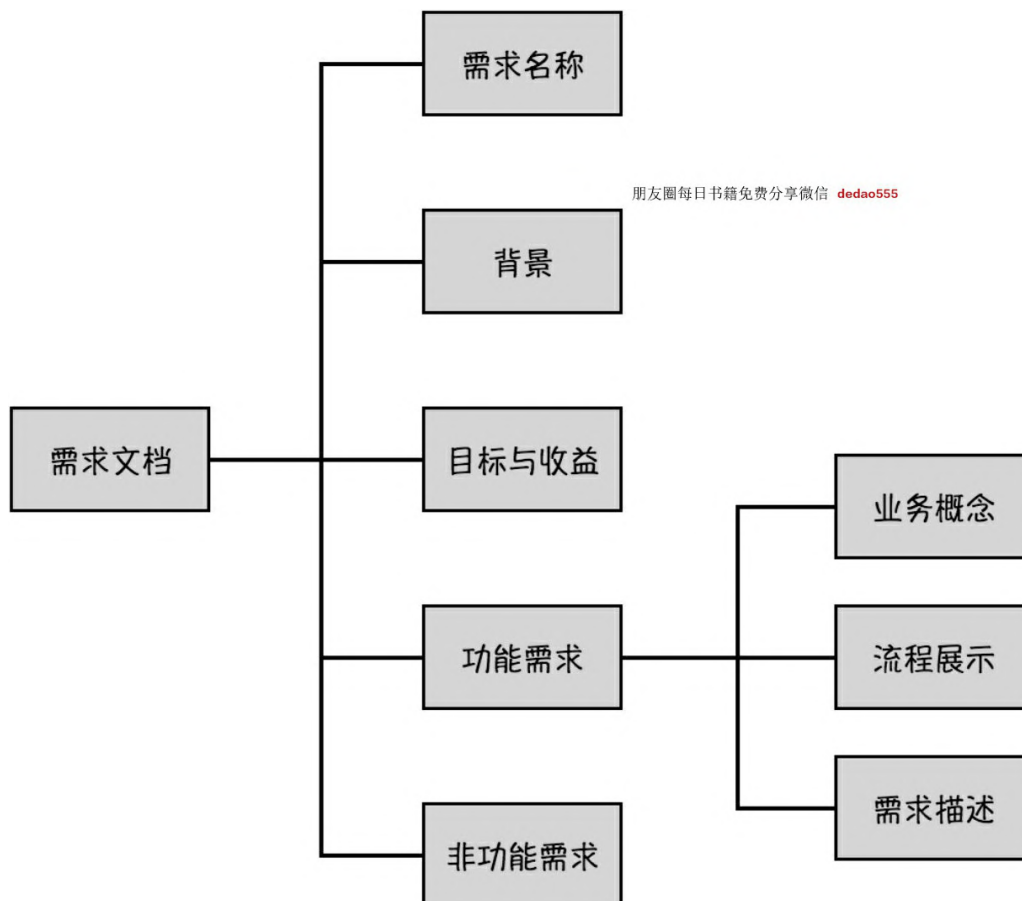 需求名称
朋友圈每日书籍免费分享微信 dedao555
背景
需求文档
目标与收益
业务概念
功能需求
流程展示
需求描述
非功能需求